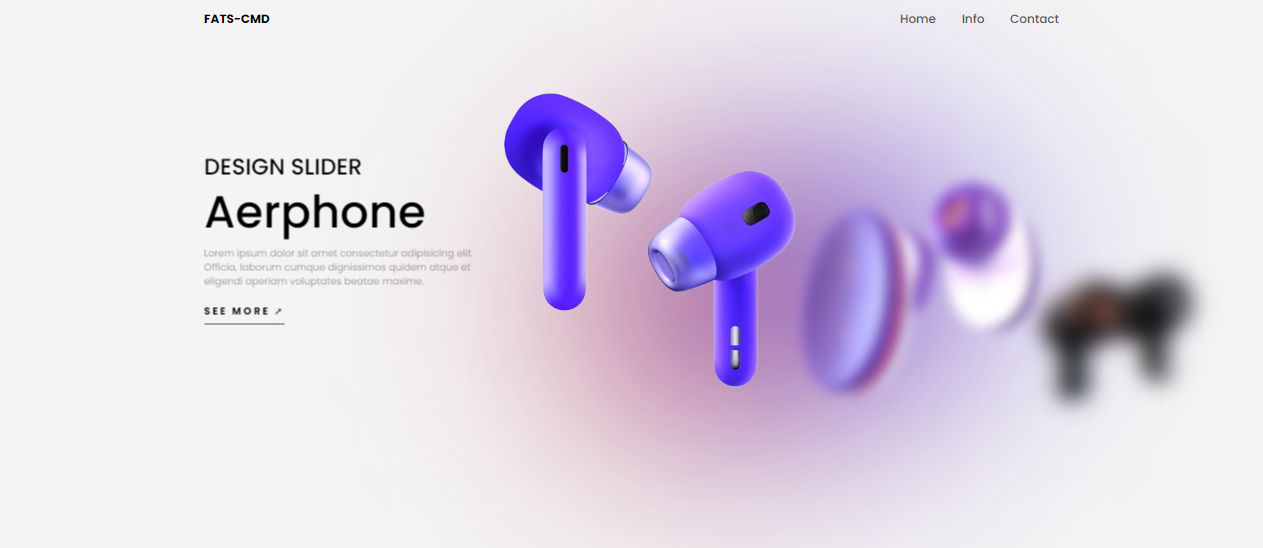 FATS-CMD
Home Info Contact
DESIGN SLIDER
Aerphone
Lorem ipsum dolor sit amet consectetur adipisicing elit.
Officia, laborum cumque dignissimos quidem atque et
eligendi aperiam voluptates beatae maxime.
SEE MORE ↗